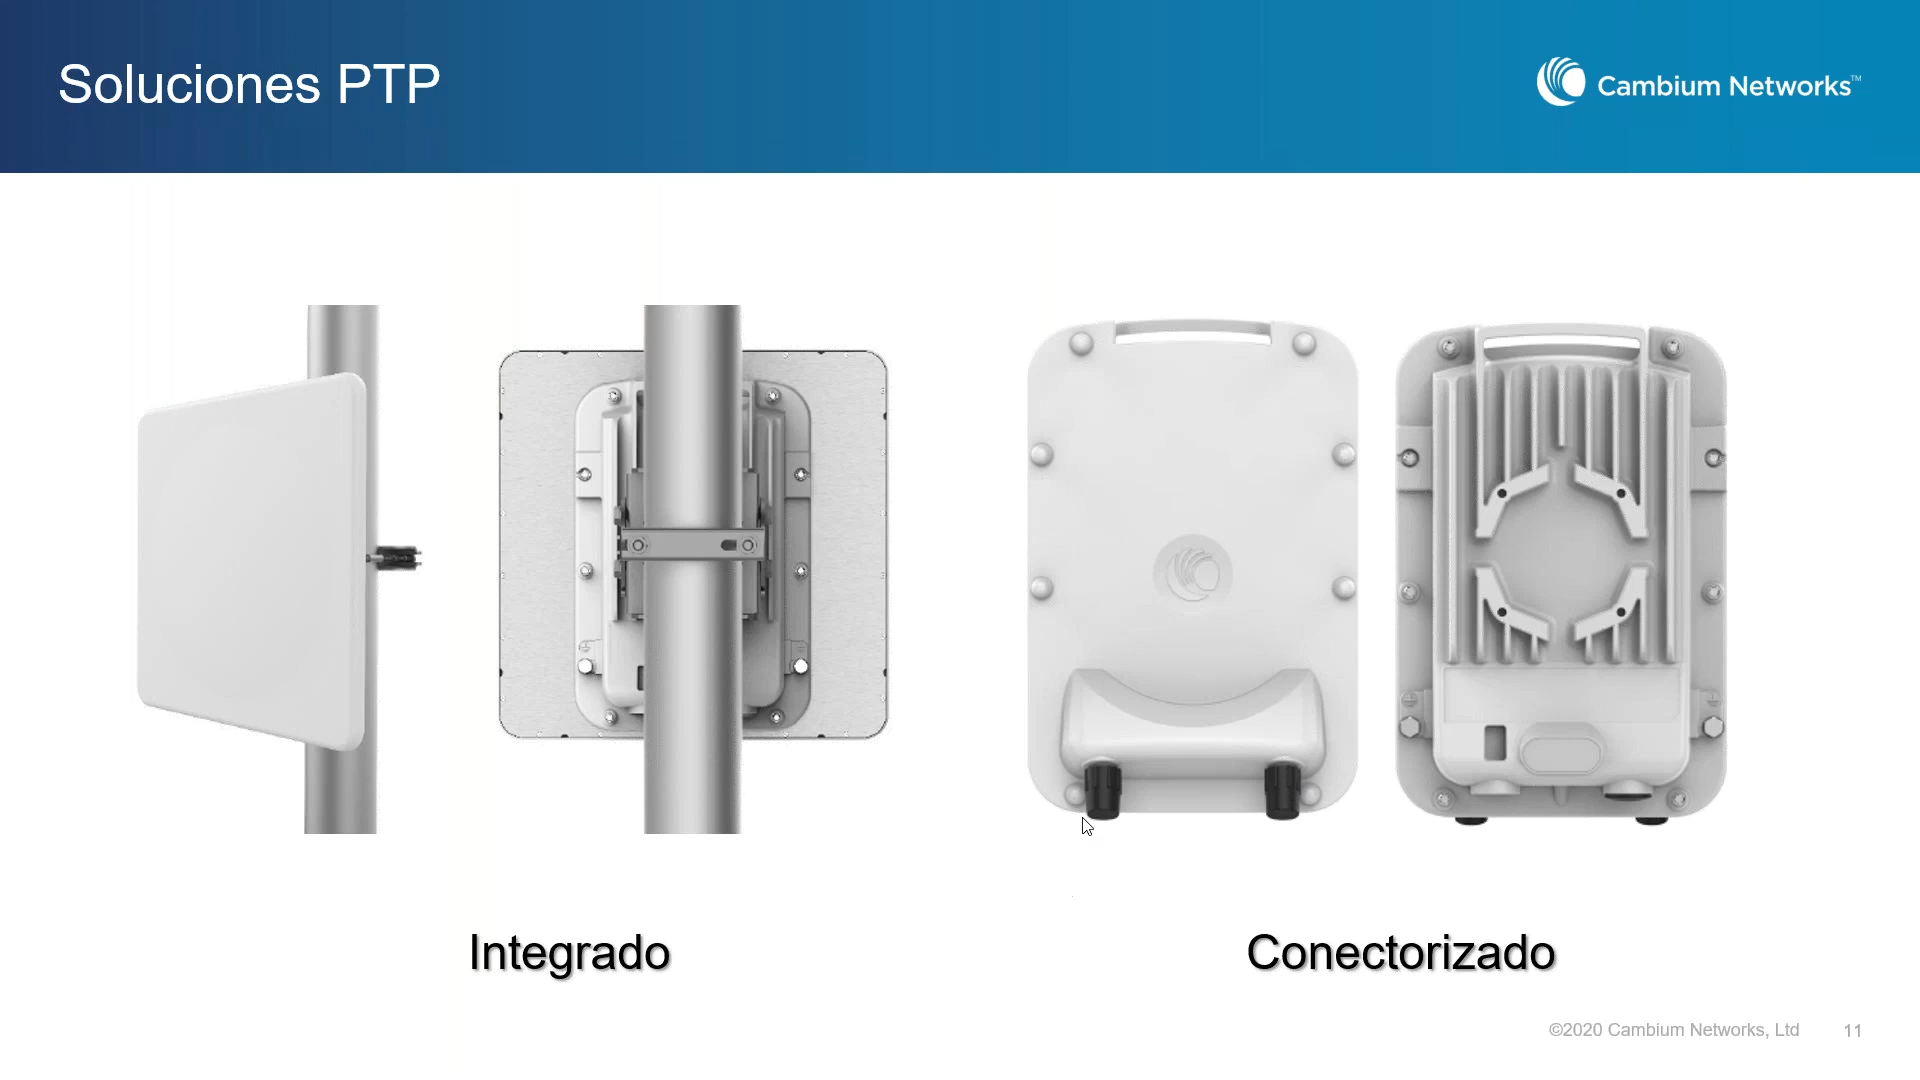 Soluciones PTP
Cambium Networks™
Integrado
Conectorizado
©2020 Cambium Networks, Ltd
11